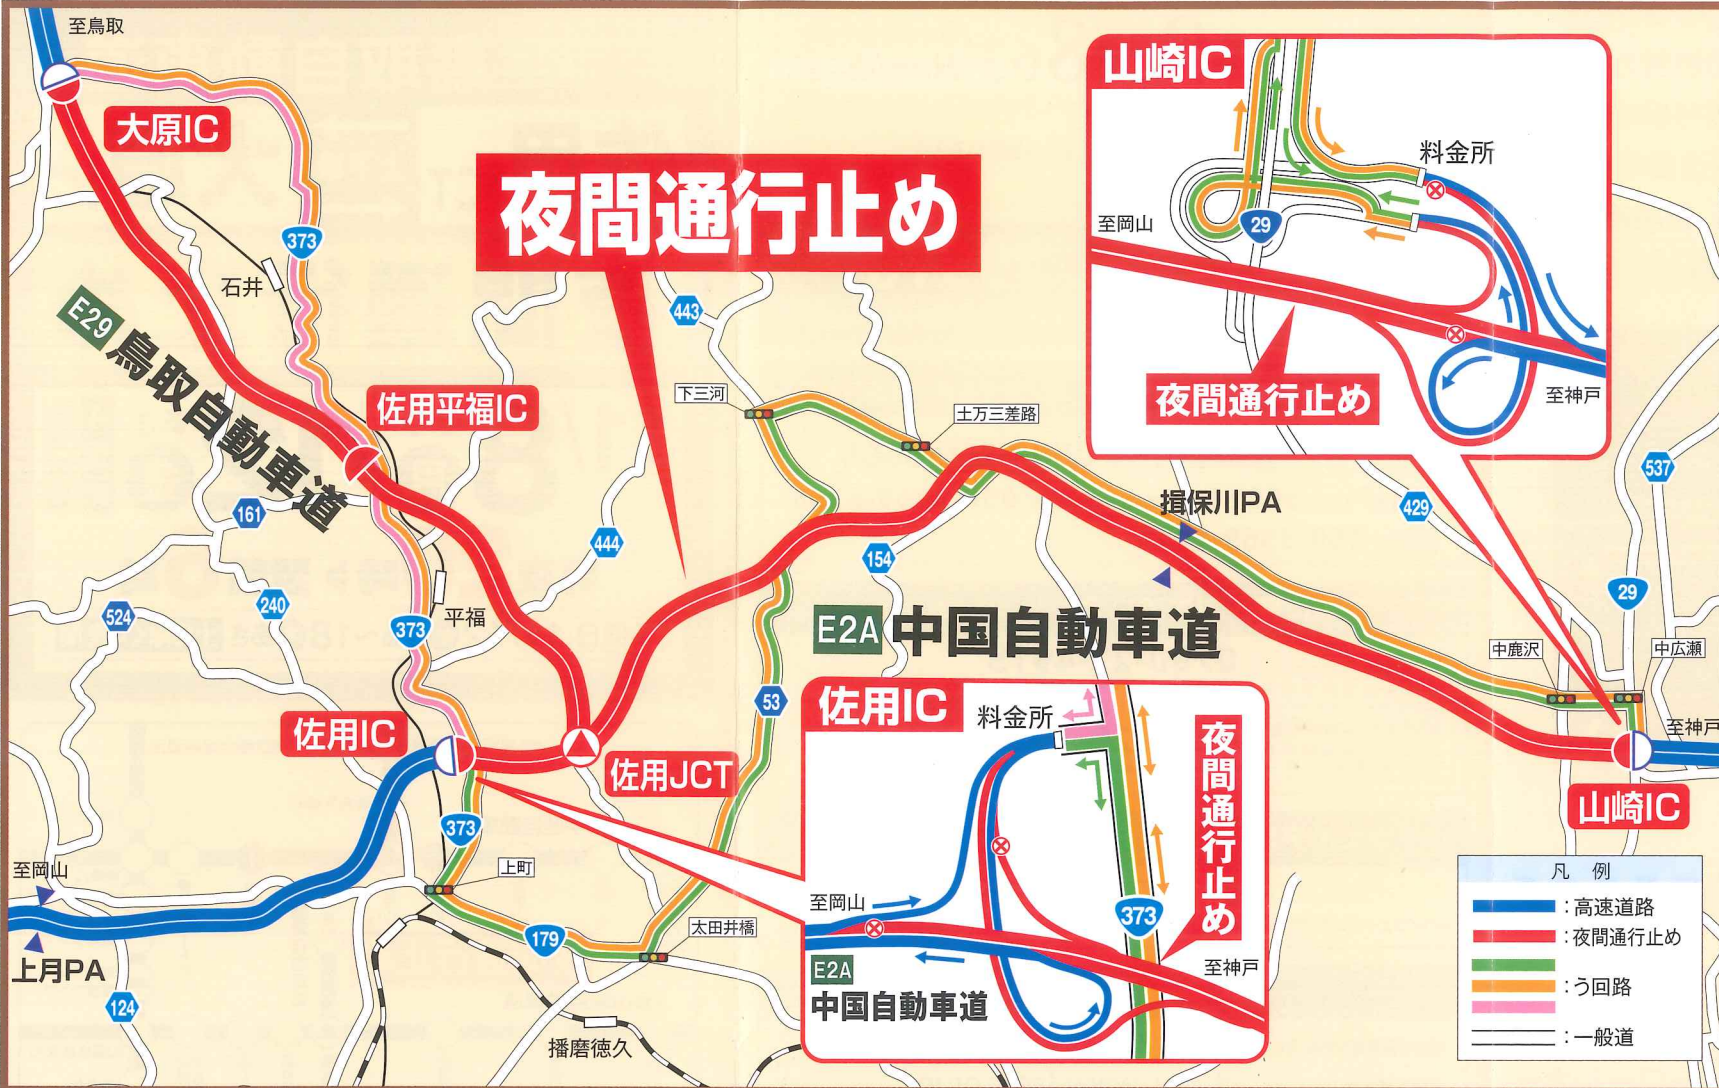 至鳥取
大原IC
夜間通行止め
山崎IC
料金所
至岡山
29
夜間通行止め
至神戸
373
石井
E29 鳥取自動車道
佐用平福IC
443
下三河
土万三差路
揖保川PA
429
537
161
444
154
29
524
240
373
平福
E2A 中国自動車道
中鹿沢
中広瀬
佐用IC
佐用JCT
53
至神戸
山崎IC
373
上町
至岡山
上月PA
179
太田井橋
124
播磨徳久
佐用IC
料金所
夜間通行止め
至岡山
373
至神戸
E2A
中国自動車道
凡 例
：高速道路
：夜間通行止め
：う回路
：一般道